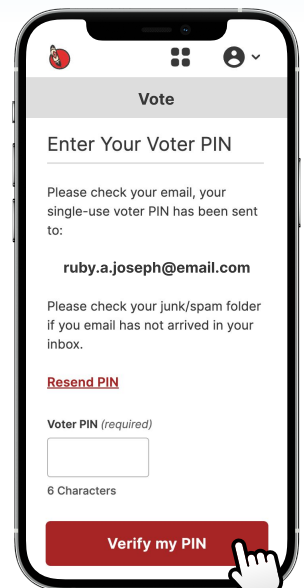 Vote
Enter Your Voter PIN
Please check your email, your
single-use voter PIN has been sent
to:
ruby.a.joseph@email.com
Please check your junk/spam folder
if you email has not arrived in your
inbox.
Resend PIN
Voter PIN (required)
6 Characters
Verify my PIN